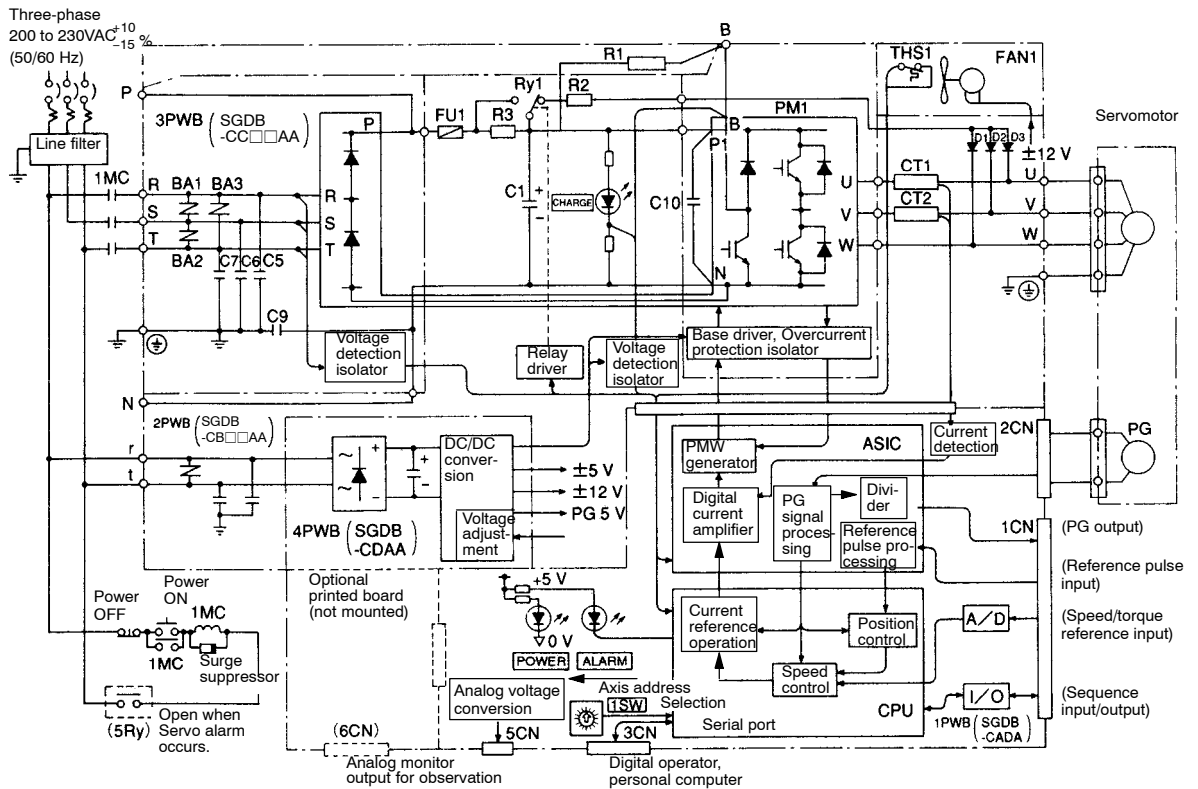 Three-phase
200 to 230VAC +10 -15 %
(50/60 Hz)
B
R1
THS1
FAN1
Ry1
R2
P
3PWB (SGDB
-CC□□AA)
P
FU1
R3
B
PM1
Servomotor
P1
D1 D2 D3
±12 V
Line filter
1MC
R
BA1
BA3
R
C1
+
−
CHARGE
C10
U
CT1
U
S
S
V
CT2
V
T
T
W
W
BA2
C7
C6
C5
N
C9
Voltage
detection
isolator
Relay
driver
Voltage
detection
isolator
Base driver, Overcurrent
protection isolator
N
2PWB (SGDB
-CB□□AA)
r
t
~
~
+
−
+
−
DC/DC
conver-
sion
±5 V
±12 V
PG 5 V
Voltage
adjust-
ment
4PWB (SGDB
-CDAA)
PMW
generator
ASIC
Current
detection
2CN
PG
Digital
current
amplifier
PG
signal
proces-
sing
Divi-
der
Reference
pulse pro-
cessing
1CN
(PG output)
(Reference pulse
input)
Optional
printed board
(not mounted)
+5 V
0 V
POWER
ALARM
Power
OFF
Power
ON
1MC
1MC
Surge
suppressor
Current
reference
operation
Position
control
Speed
control
A/D
(Speed/torque
reference input)
Analog voltage
conversion
Axis address
Selection
1SW
Serial port
CPU
I/O
(Sequence
input/output)
1PWB (SGDB
-CADA)
(5Ry)
Open when
Servo alarm
occurs.
(6CN)
5CN
3CN
Analog monitor
output for observation
Digital operator,
personal computer